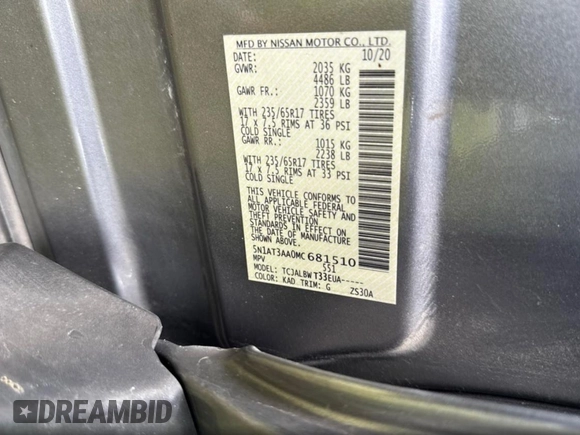 MFD BY NISSAN MOTOR CO., LTD.
DATE: 10/20
GVWR: 2035 KG
4486 LB
GAWR FR.: 1070 KG
2359 LB
WITH 235/65R17 TIRES
17 x 7.5 RIMS AT 36 PSI
COLD SINGLE
GAWR RR.: 1015 KG
2238 LB
WITH 235/65R17 TIRES
17 x 7.5 RIMS AT 33 PSI
COLD SINGLE
THIS VEHICLE CONFORMS TO
ALL APPLICABLE FEDERAL
MOTOR VEHICLE SAFETY AND
THEFT PREVENTION
STANDARDS IN EFFECT
ON THE DATE OF
MANUFACTURE SHOWN ABOVE.
5N1AT3AA0MC681510
MPV S51
MODEL: TCJALBWT33EUA-----
COLOR: KAD TRIM: G ZS30A
DREAMBID